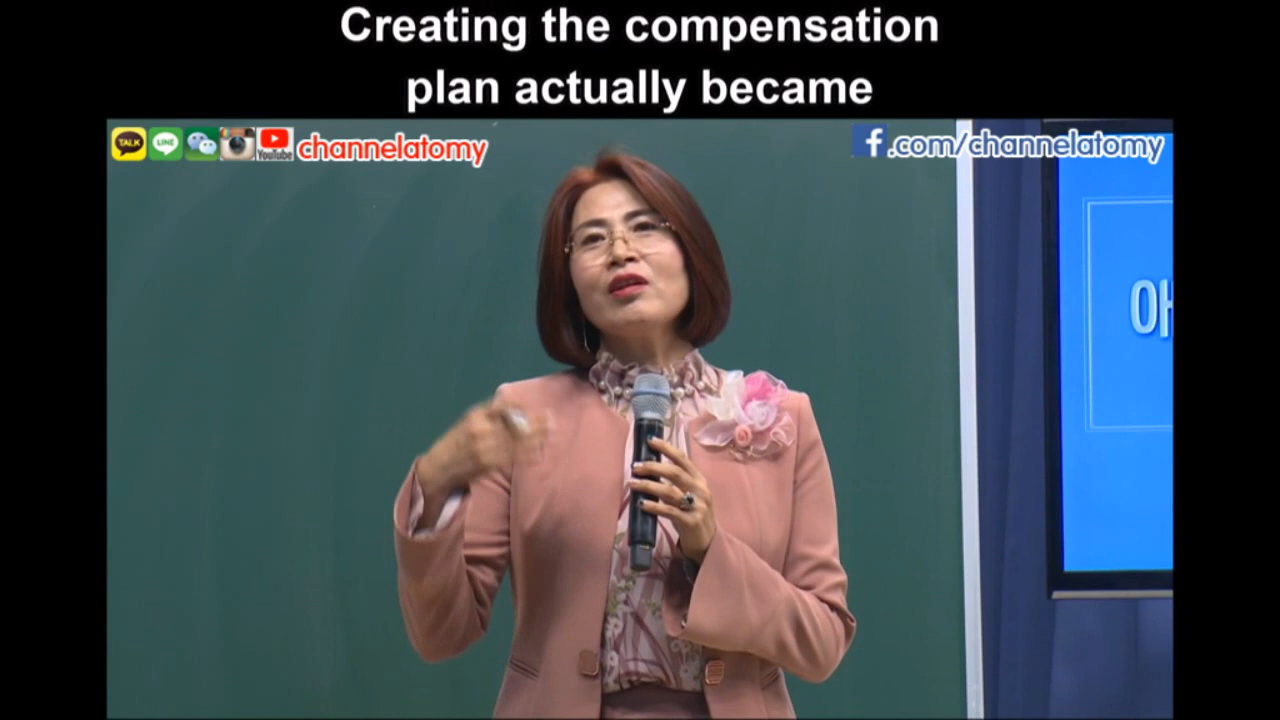 Creating the compensation
plan actually became
TALK
LINE
YouTube
channelatomy
f.com/channelatomy